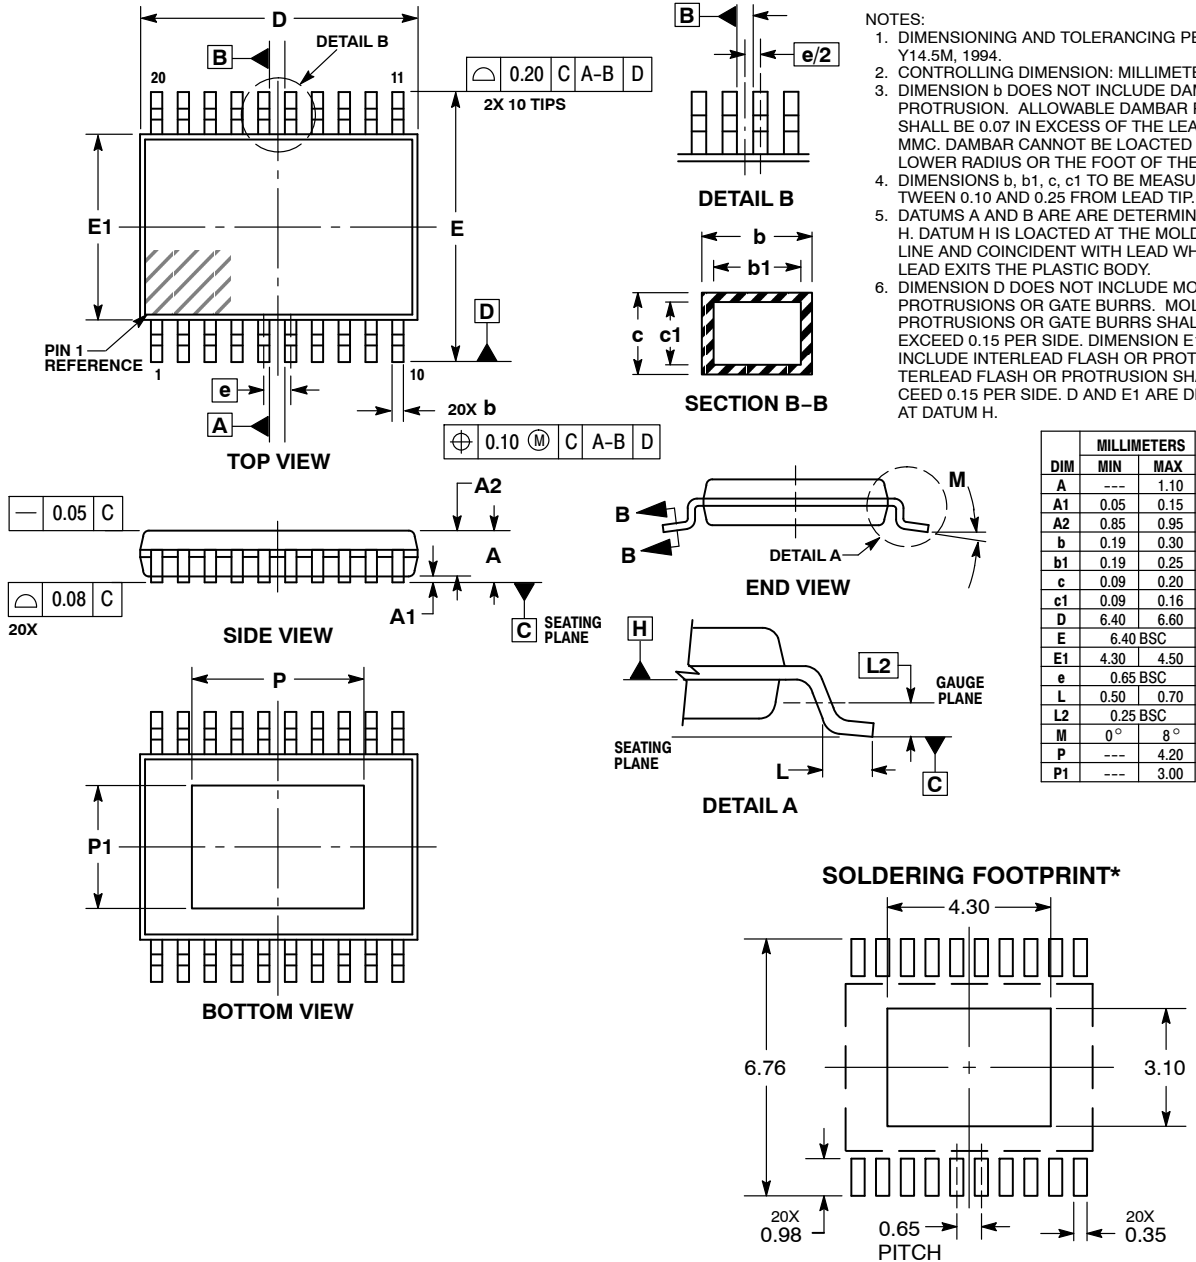 D
B
DETAIL B
20
11
0.20 C A–B D
2X 10 TIPS
E1
E
D
PIN 1
REFERENCE
1
10
e
20X b
A
0.10 M C A–B D
TOP VIEW
B
e/2
DETAIL B
b
b1
c
c1
SECTION B–B
NOTES:
1. DIMENSIONING AND TOLERANCING PE
Y14.5M, 1994.
2. CONTROLLING DIMENSION: MILLIMETE
3. DIMENSION b DOES NOT INCLUDE DAM
PROTRUSION. ALLOWABLE DAMBAR P
SHALL BE 0.07 IN EXCESS OF THE LEA
MMC. DAMBAR CANNOT BE LOACTED
LOWER RADIUS OR THE FOOT OF THE
4. DIMENSIONS b, b1, c, c1 TO BE MEASU
TWEEN 0.10 AND 0.25 FROM LEAD TIP.
5. DATUMS A AND B ARE ARE DETERMIN
H. DATUM H IS LOACTED AT THE MOLD
LINE AND COINCIDENT WITH LEAD WH
LEAD EXITS THE PLASTIC BODY.
6. DIMENSION D DOES NOT INCLUDE MO
PROTRUSIONS OR GATE BURRS. MOL
PROTRUSIONS OR GATE BURRS SHAL
EXCEED 0.15 PER SIDE. DIMENSION E1
INCLUDE INTERLEAD FLASH OR PROT
TERLEAD FLASH OR PROTRUSION SHA
CEED 0.15 PER SIDE. D AND E1 ARE DE
AT DATUM H.
MILLIMETERS
DIM MIN MAX
A --- 1.10
A1 0.05 0.15
A2 0.85 0.95
b 0.19 0.30
b1 0.19 0.25
c 0.09 0.20
c1 0.09 0.16
D 6.40 6.60
E 6.40 BSC
E1 4.30 4.50
e 0.65 BSC
L 0.50 0.70
L2 0.25 BSC
M 0° 8°
P --- 4.20
P1 --- 3.00
0.05 C
A2
A
0.08 C
20X
A1
C SEATING
PLANE
SIDE VIEW
B
B
M
DETAIL A
END VIEW
H
L2
GAUGE
PLANE
SEATING
PLANE
L
C
DETAIL A
P
P1
BOTTOM VIEW
SOLDERING FOOTPRINT*
4.30
6.76
3.10
20X
0.98
0.65
PITCH
20X
0.35